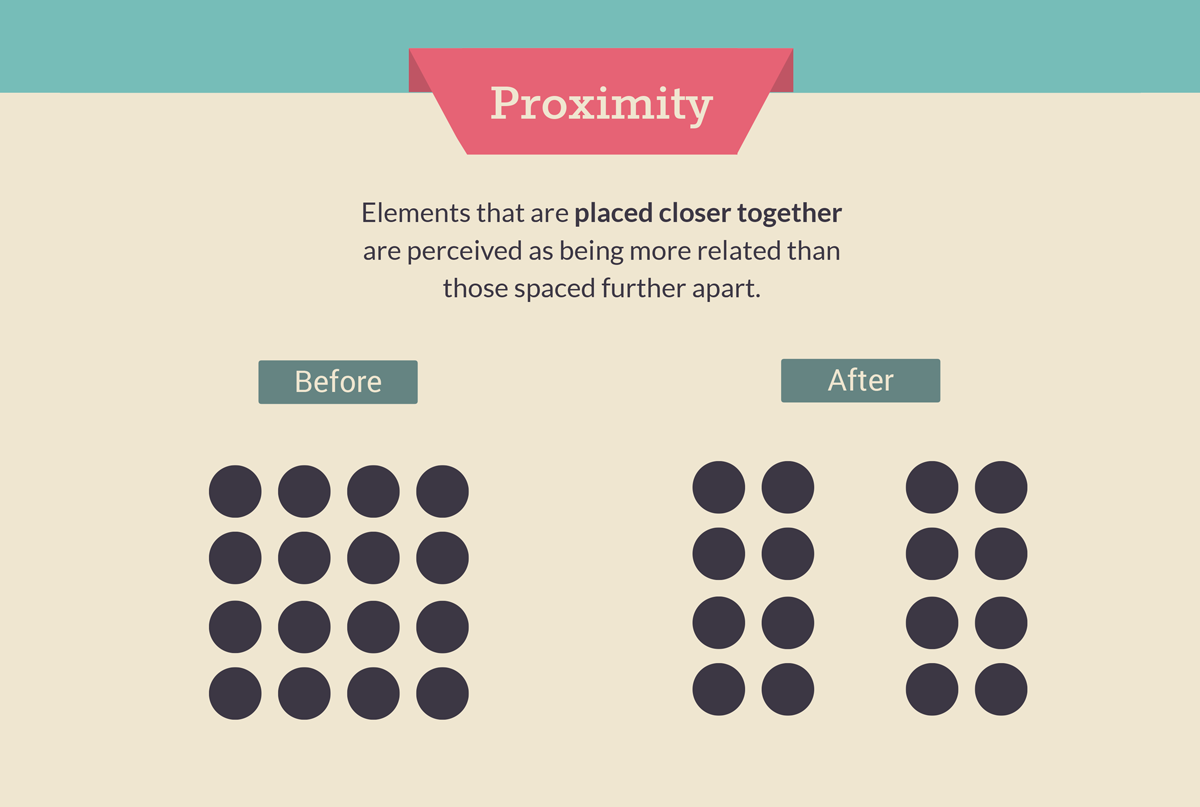 Proximity
Elements that are placed closer together
are perceived as being more related than
those spaced further apart.
Before
After